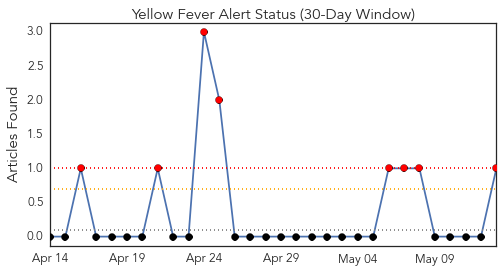 Yellow Fever Alert Status (30-Day Window)
Articles Found
3.0
2.5
2.0
1.5
1.0
0.5
0.0
Apr 14
Apr 19
Apr 24
Apr 29
May 04
May 09